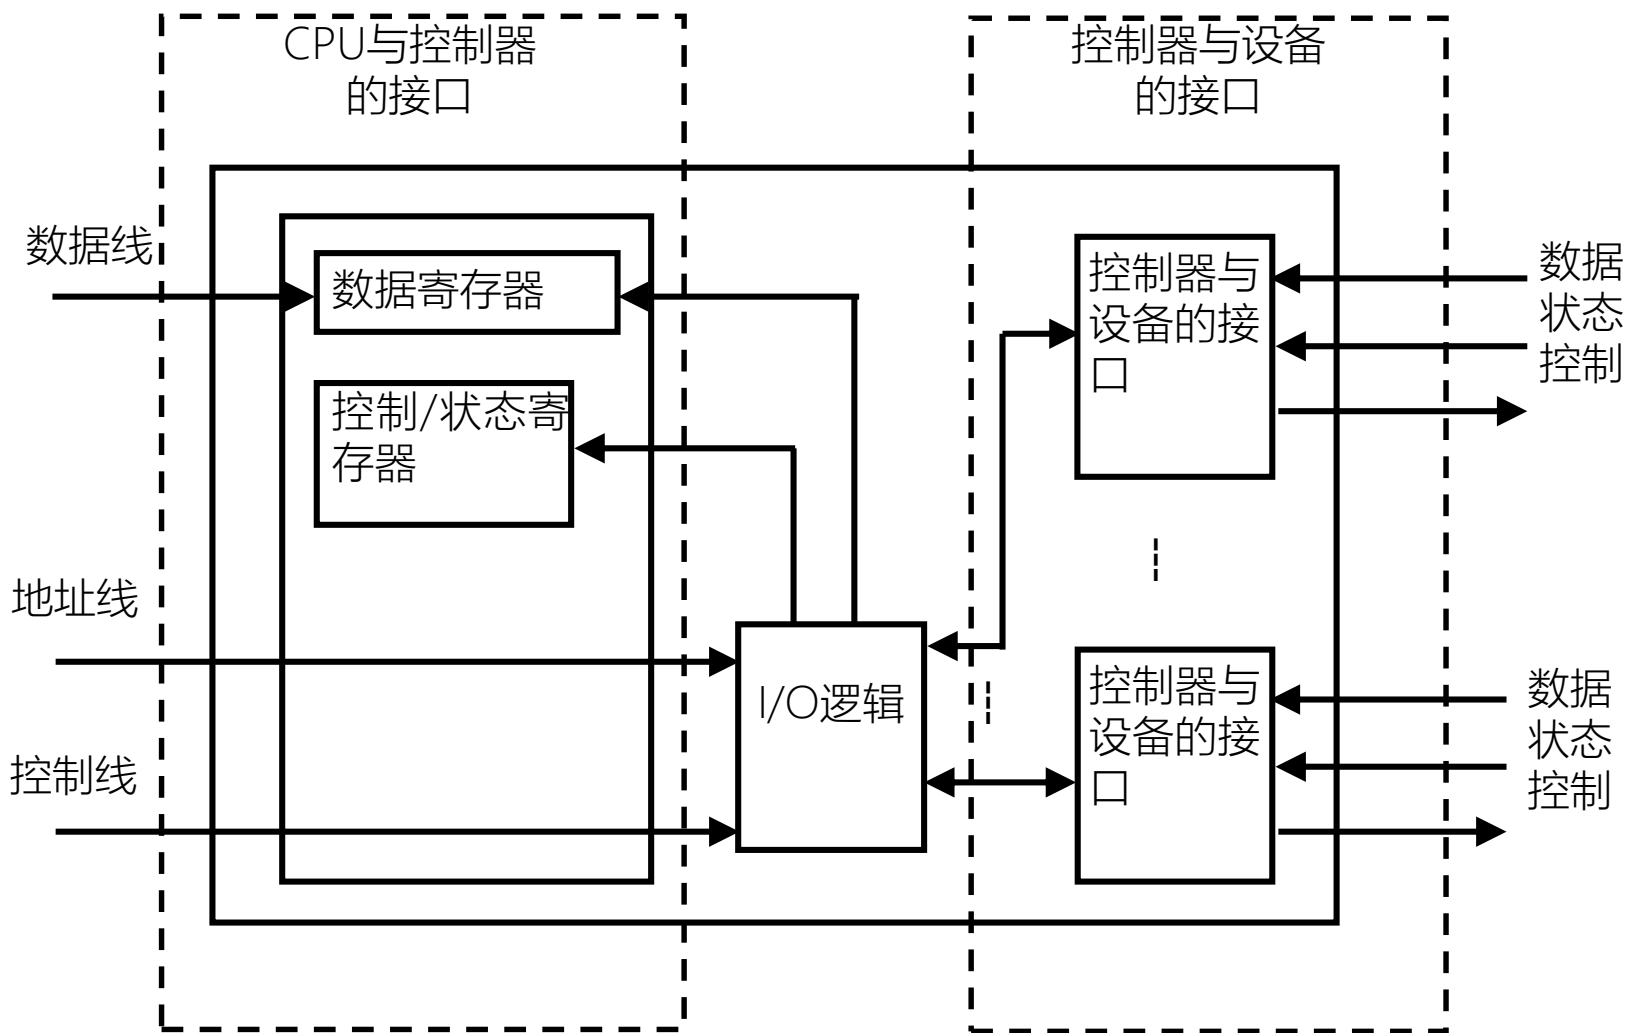 CPU与控制器
的接口
控制器与设备
的接口
数据线
数据寄存器
控制/状态寄
存器
控制器与
设备的接
口
数据
状态
控制
地址线
I/O逻辑
控制线
控制器与
设备的接
口
数据
状态
控制